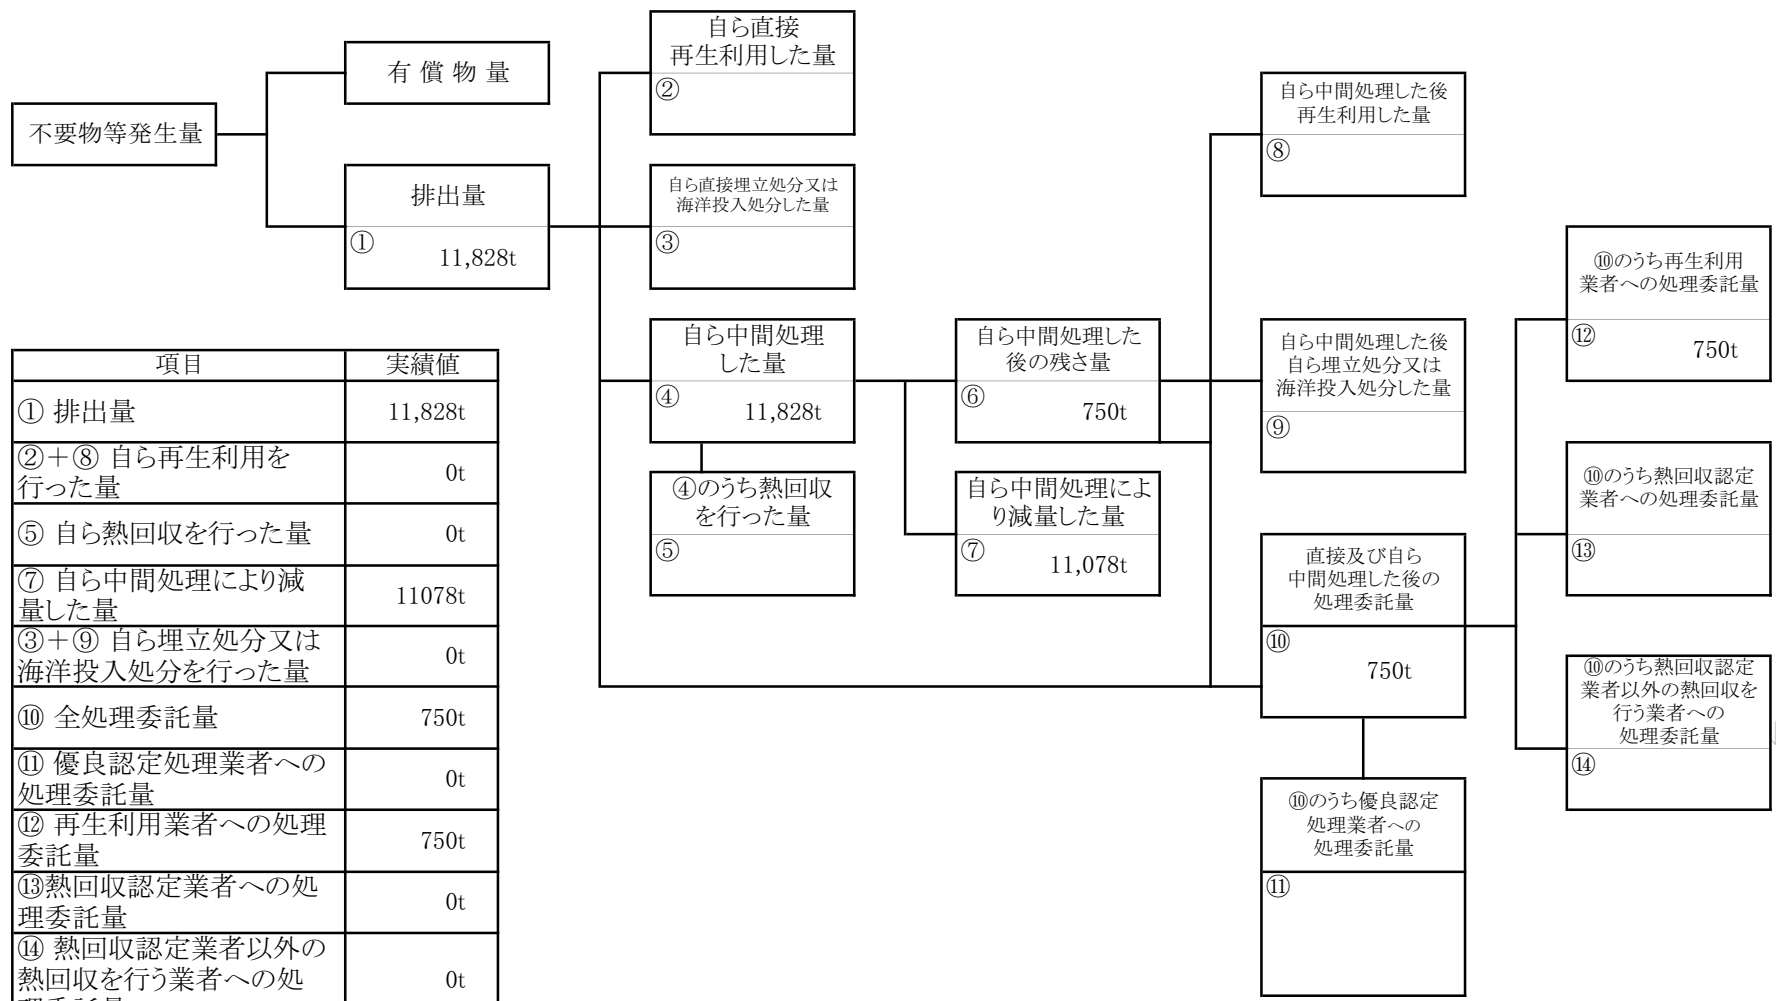 不要物等発生量
有 償 物 量
排出量
①
11,828t
自ら直接
再生利用した量
②
自ら直接埋立処分又は
海洋投入処分した量
③
自ら中間処理
した量
④
11,828t
④のうち熱回収
を行った量
⑤
自ら中間処理した
後の残さ量
⑥
750t
自ら中間処理によ
り減量した量
⑦
11,078t
自ら中間処理した後
再生利用した量
⑧
自ら中間処理した後
自ら埋立処分又は
海洋投入処分した量
⑨
直接及び自ら
中間処理した後の
処理委託量
⑩
750t
⑩のうち優良認定
処理業者への
処理委託量
⑪
⑩のうち再生利用
業者への処理委託量
⑫
750t
⑩のうち熱回収認定
業者への処理委託量
⑬
⑩のうち熱回収認定
業者以外の熱回収を
行う業者への
処理委託量
⑭
項目 実績値
① 排出量 11,828t
②＋⑧ 自ら再生利用を
行った量 0t
⑤ 自ら熱回収を行った量 0t
⑦ 自ら中間処理により減
量した量 11078t
③＋⑨ 自ら埋立処分又は
海洋投入処分を行った量 0t
⑩ 全処理委託量 750t
⑪ 優良認定処理業者への
処理委託量 0t
⑫ 再生利用業者への処理
委託量 750t
⑬熱回収認定業者への処
理委託量 0t
⑭ 熱回収認定業者以外の
熱回収を行う業者への処 0t